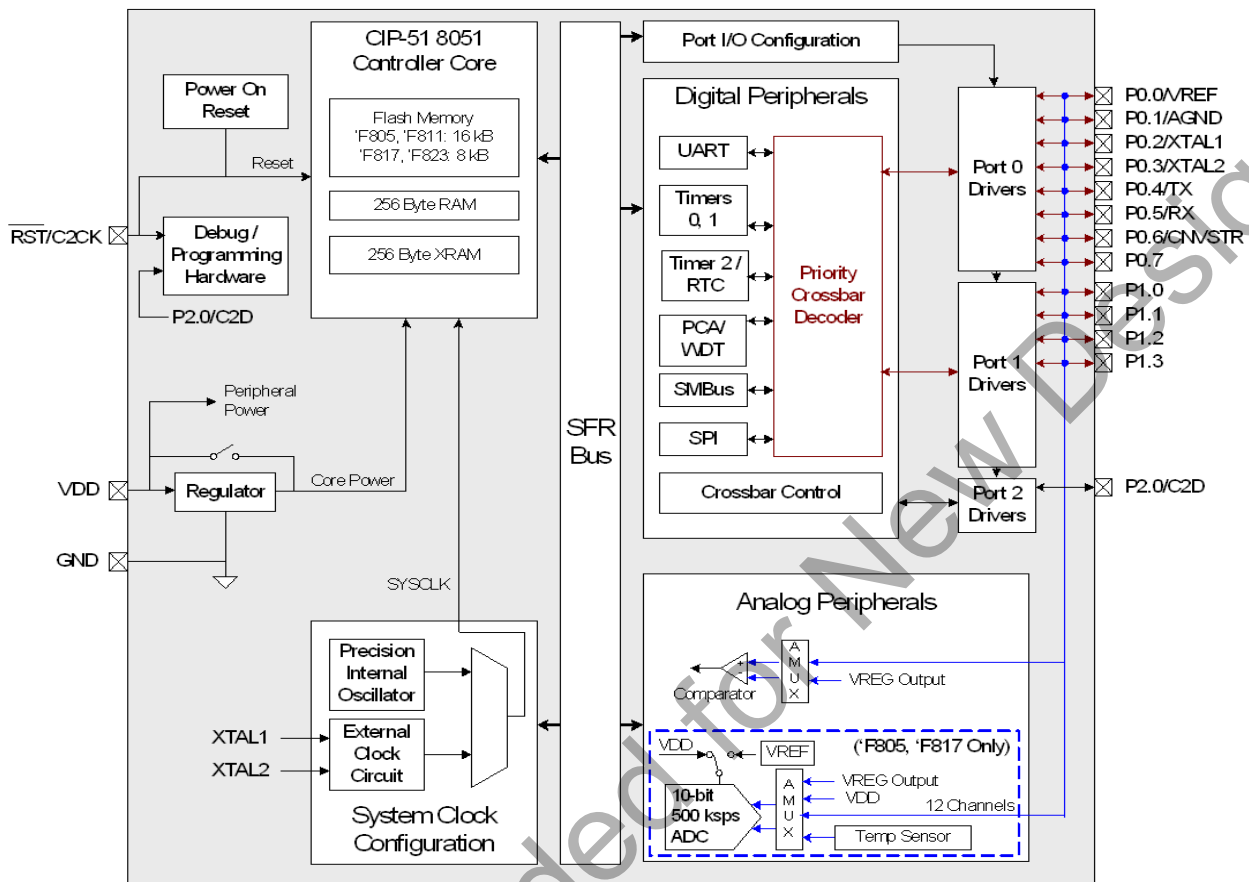 CIP-51 8051
Controller Core
Flash Memory
'F805, 'F811: 16 kB
'F817, 'F823: 8 kB
256 Byte RAM
256 Byte XRAM
Power On
Reset
Reset
RST/C2CK
Debug /
Programming
Hardware
P2.0/C2D
Peripheral
Power
VDD
Regulator
Core Power
GND
SYSCLK
Precision
Internal
Oscillator
XTAL1
XTAL2
External
Clock
Circuit
System Clock
Configuration
SFR
Bus
Port I/O Configuration
Digital Peripherals
UART
Timers
0, 1
Timer 2 /
RTC
PCA/
WDT
SMBus
SPI
Priority
Crossbar
Decoder
Crossbar Control
Port 0
Drivers
Port 1
Drivers
Port 2
Drivers
P0.0/VREF
P0.1/AGND
P0.2/XTAL1
P0.3/XTAL2
P0.4/TX
P0.5/RX
P0.6/CNVSTR
P0.7
P1.0
P1.1
P1.2
P1.3
P2.0/C2D
Analog Peripherals
Comparator
+
-
AMUX
VREG Output
('F805, 'F817 Only)
VDD
VREF
10-bit
500 ksps
ADC
AMUX
VREG Output
VDD
12 Channels
Temp Sensor
ded for New Desig